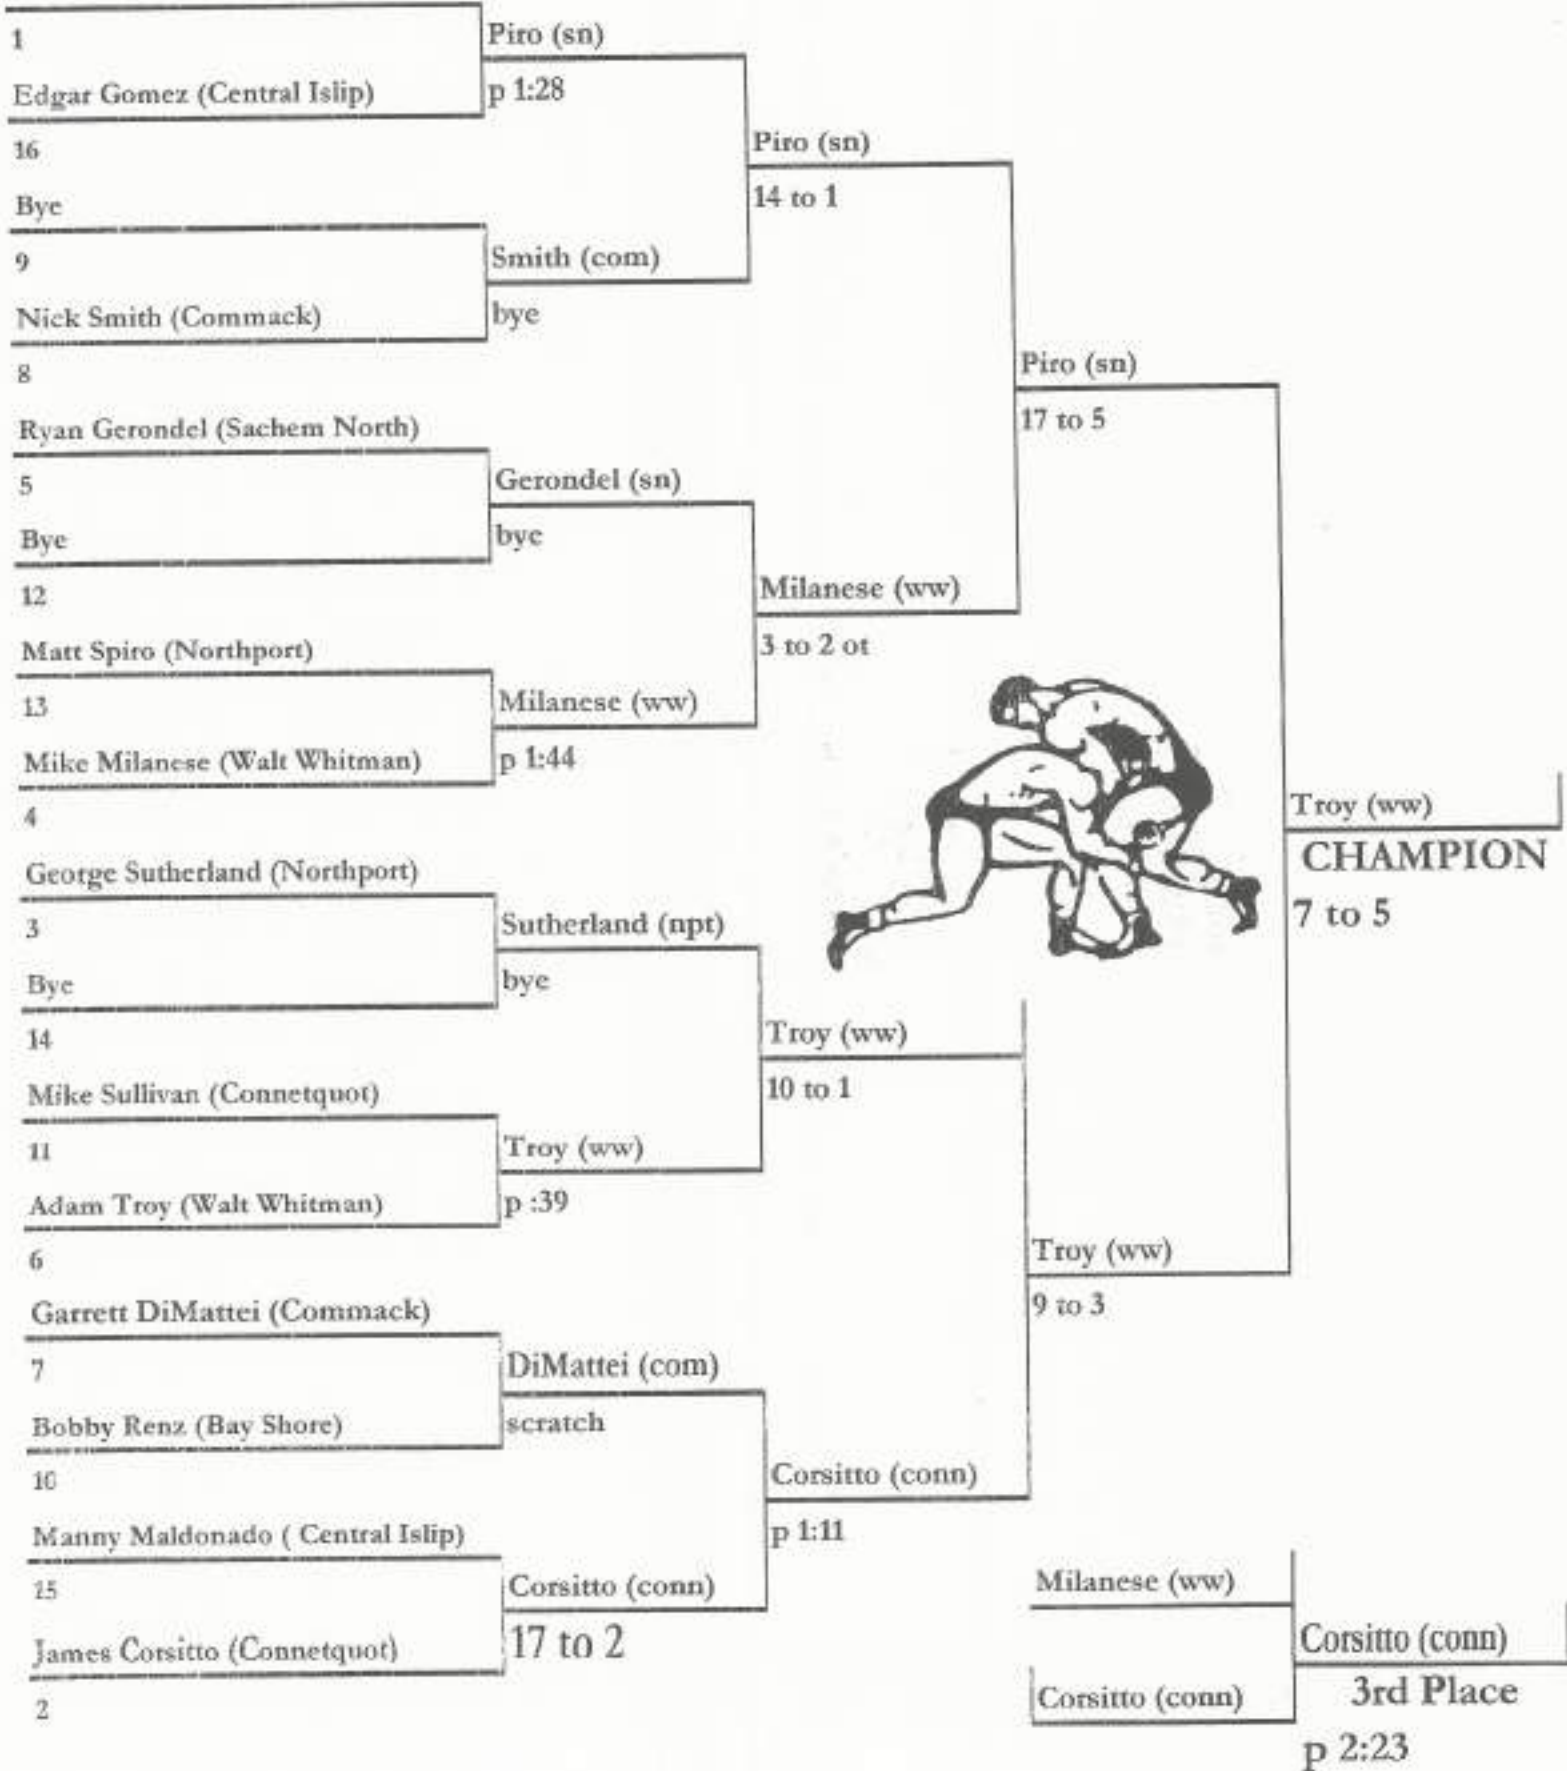 1
Piro (sn)
Edgar Gomez (Central Islip)
p 1:28
16
Piro (sn)
Bye
14 to 1
9
Smith (com)
Nick Smith (Commack)
bye
8
Piro (sn)
17 to 5
Ryan Gerondel (Sachem North)
5
Gerondel (sn)
Bye
bye
12
Milanese (ww)
3 to 2 ot
Matt Spiro (Northport)
13
Milanese (ww)
Mike Milanese (Walt Whitman)
p 1:44
4
Troy (ww)
CHAMPION
7 to 5
George Sutherland (Northport)
3
Sutherland (npt)
Bye
bye
14
Troy (ww)
10 to 1
Mike Sullivan (Connetquot)
11
Troy (ww)
Adam Troy (Walt Whitman)
p :39
6
Troy (ww)
9 to 3
Garrett DiMattei (Commack)
7
DiMattei (com)
Bobby Renz (Bay Shore)
scratch
10
Corsitto (conn)
p 1:11
Manny Maldonado ( Central Islip)
15
Corsitto (conn)
James Corsitto (Connetquot)
17 to 2
2
Milanese (ww)
Corsitto (conn)
3rd Place
Corsitto (conn)
p 2:23